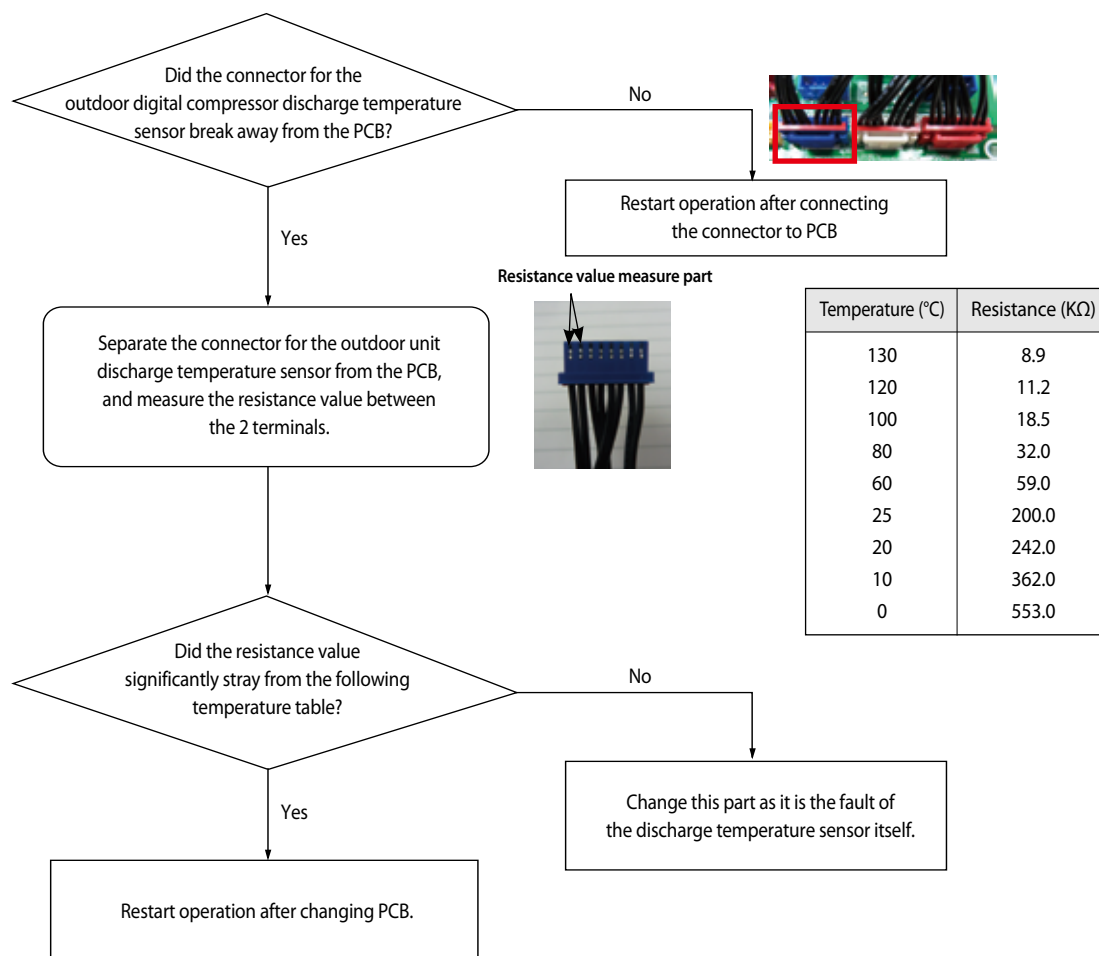 Did the connector for the
outdoor digital compressor discharge temperature
sensor break away from the PCB?
No
Restart operation after connecting
the connector to PCB
Yes
Resistance value measure part
Separate the connector for the outdoor unit
discharge temperature sensor from the PCB,
and measure the resistance value between
the 2 terminals.
Temperature (°C) Resistance (KΩ)
130 8.9
120 11.2
100 18.5
80 32.0
60 59.0
25 200.0
20 242.0
10 362.0
0 553.0
Did the resistance value
significantly stray from the following
temperature table?
No
Change this part as it is the fault of
the discharge temperature sensor itself.
Yes
Restart operation after changing PCB.